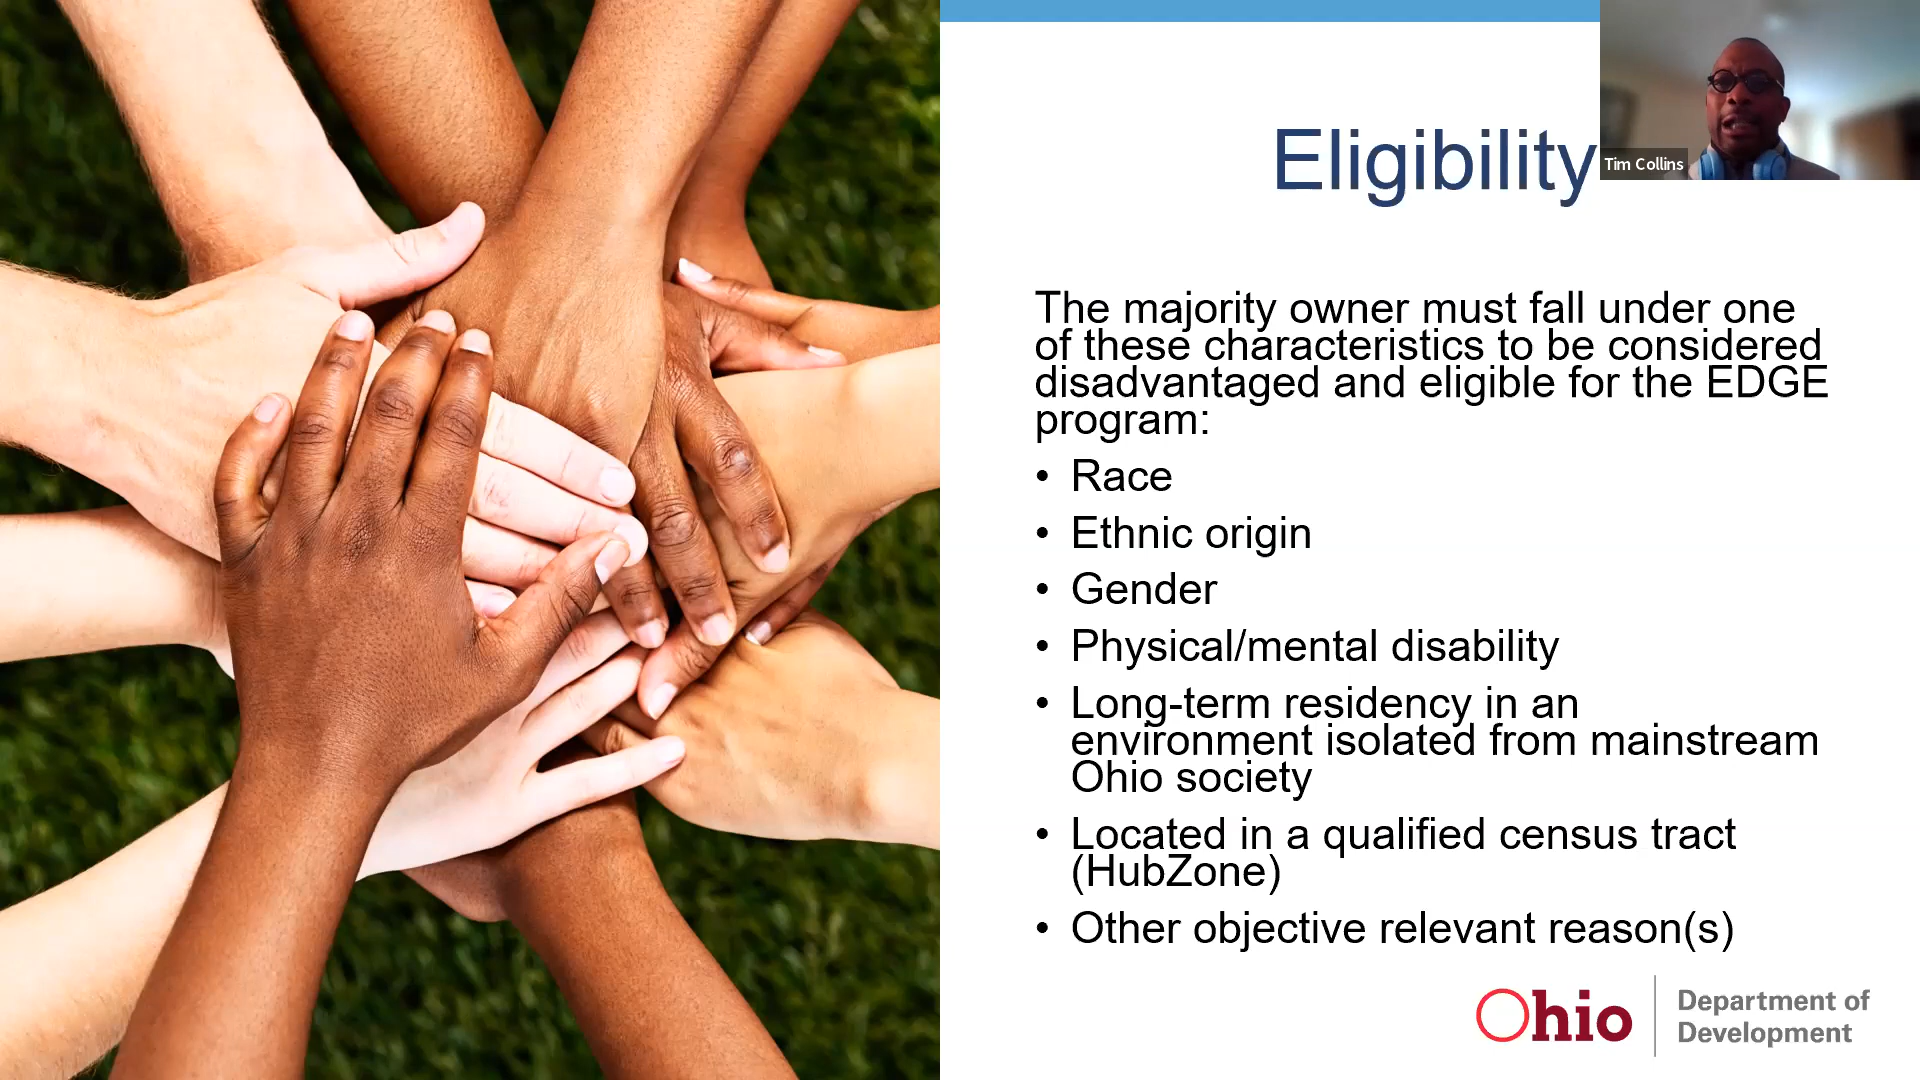 Eligibility
Tim Collins
The majority owner must fall under one
of these characteristics to be considered
disadvantaged and eligible for the EDGE
program:
• Race
• Ethnic origin
• Gender
• Physical/mental disability
• Long-term residency in an
environment isolated from mainstream
Ohio society
• Located in a qualified census tract
(HubZone)
• Other objective relevant reason(s)
Ohio
Department of
Development